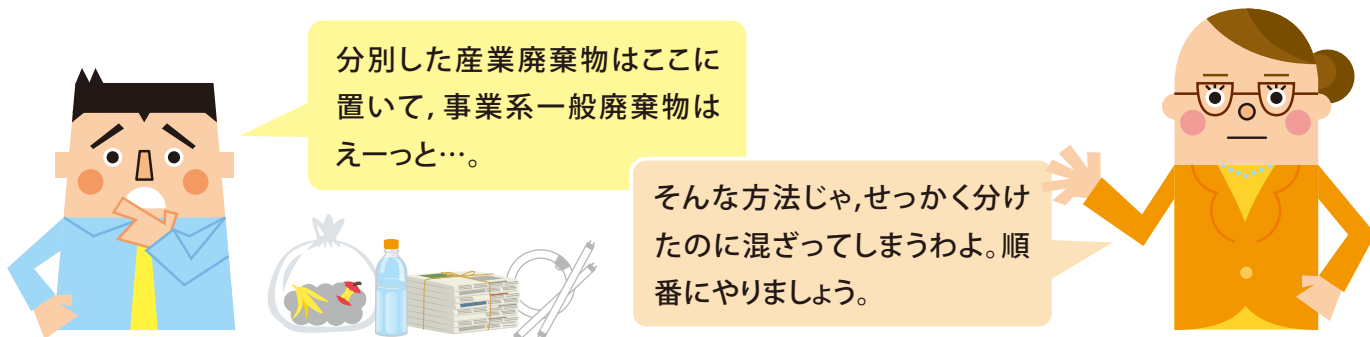 分別した産業廃棄物はここに
置いて,事業系一般廃棄物は
えーっと…。
そんな方法じゃ,せっかく分け
たのに混ざってしまうわよ。順
番にやりましょう。